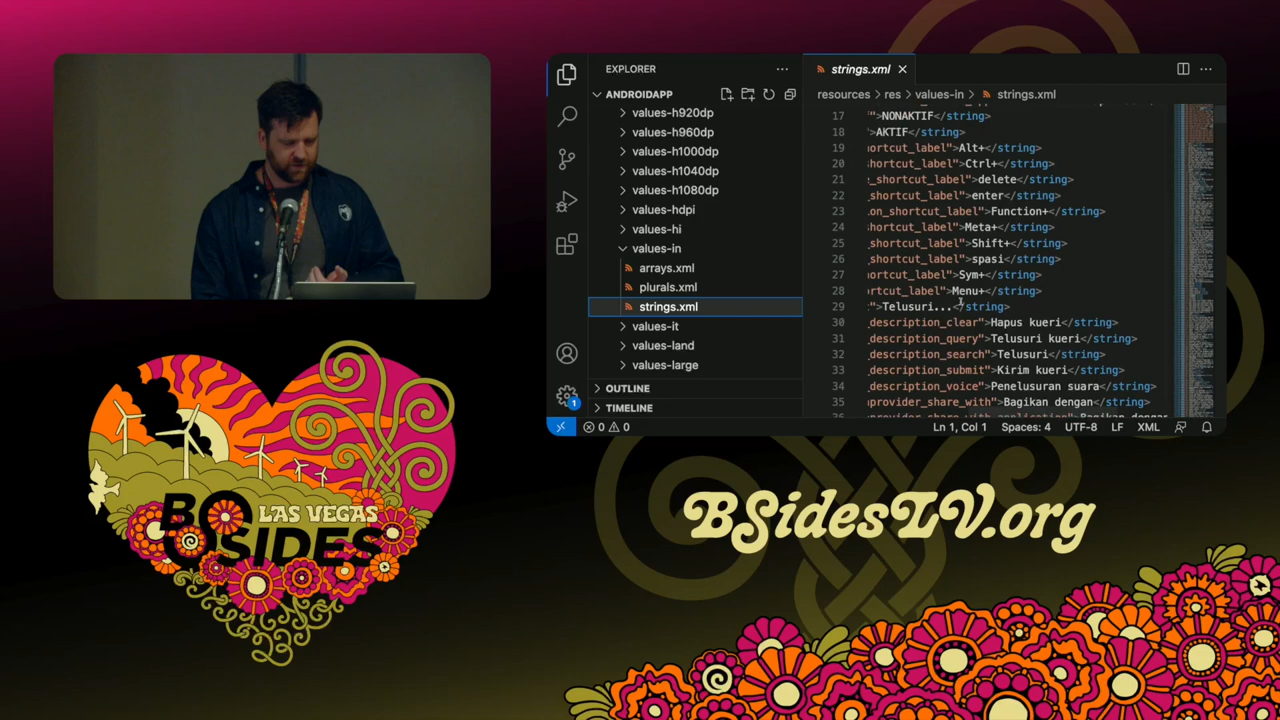 EXPLORER
ANDROIDAPP
values-h920dp
values-h960dp
values-h1000dp
values-h1040dp
values-h1080dp
values-hdpi
values-hi
values-in
arrays.xml
plurals.xml
strings.xml
values-it
values-land
values-large
OUTLINE
TIMELINE
strings.xml
resources > res > values-in > strings.xml
17 ">NONAKTIF</string>
18 >AKTIF</string>
19 hortcut_label">Alt+</string>
20 shortcut_label">Ctrl+</string>
21 e_shortcut_label">delete</string>
22 _shortcut_label">enter</string>
23 on_shortcut_label">Function+</string>
24 shortcut_label">Meta+</string>
25 _shortcut_label">Shift+</string>
26 _shortcut_label">spasi</string>
27 hortcut_label">Sym+</string>
28 ortcut_label">Menu+</string>
29 ">Telusuri...</string>
30 _description_clear">Hapus kueri</string>
31 _description_query">Telusuri kueri</string>
32 _description_search">Telusuri</string>
33 _description_submit">Kirim kueri</string>
34 _description_voice">Penelusuran suara</string>
35 provider_share_with">Bagikan dengan</string>
1
0 0
Ln 1, Col 1 Spaces: 4 UTF-8 LF XML
LAS VEGAS
BSIDES
BSidesLV.org